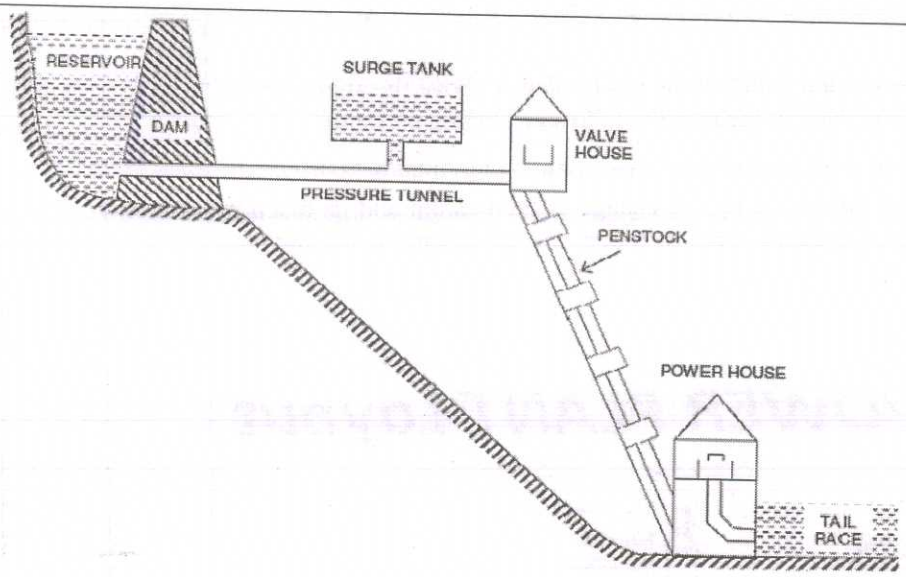 RESERVOIR
DAM
SURGE TANK
VALVE
HOUSE
PRESSURE TUNNEL
PENSTOCK
POWER HOUSE
TAIL
RACE